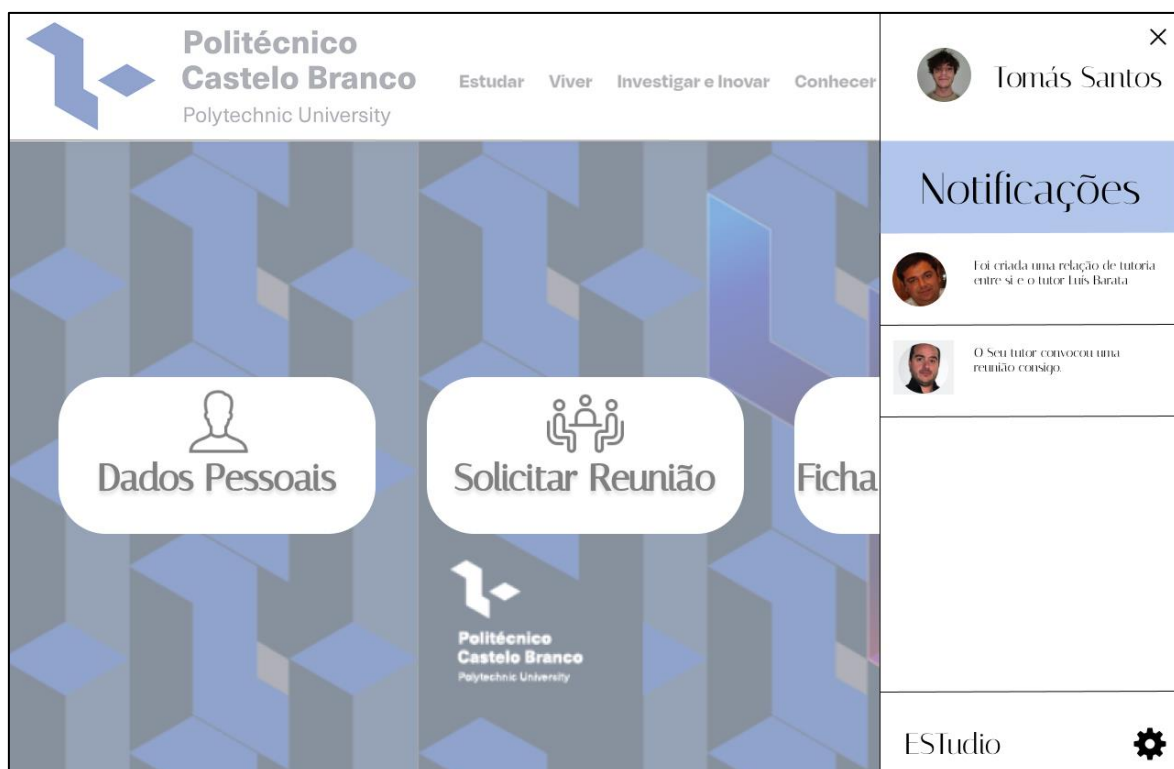 Politécnico
Castelo Branco
Polytechnic University
Estudar Viver Investigar e Inovar Conhecer
Tomás Santos
Notificações
Foi criada uma relação de tutoria
entre si e o tutor Luís Barata
O Seu tutor convocou uma
reunião consigo.
Dados Pessoais
Solicitar Reunião
Ficha
Politécnico
Castelo Branco
Polytechnic University
ESTudio